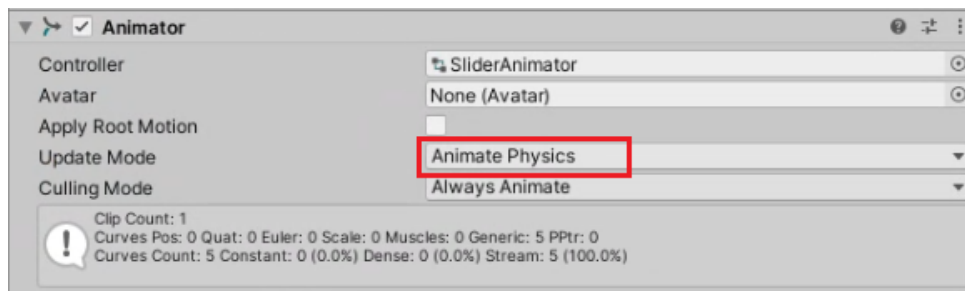 Animator
Controller SliderAnimator
Avatar None (Avatar)
Apply Root Motion
Update Mode Animate Physics
Culling Mode Always Animate
Clip Count: 1
Curves Pos: 0 Quat: 0 Euler: 0 Scale: 0 Muscles: 0 Generic: 5 PPtr: 0
Curves Count: 5 Constant: 0 (0.0%) Dense: 0 (0.0%) Stream: 5 (100.0%)